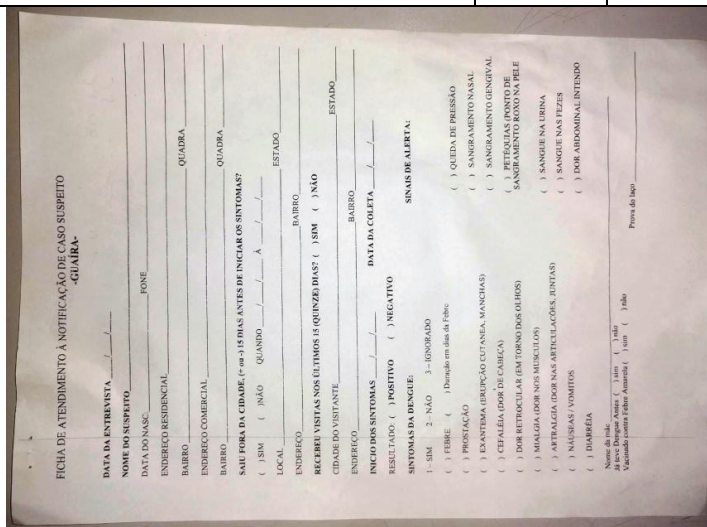 FICHA DE ATENDIMENTO À NOTIFICAÇÃO DE CASO SUSPEITO
-GUAÍRA-
DATA DA ENTREVISTA ___/___/___
NOME DO SUSPEITO
DATA DO NASC. FONE
ENDEREÇO RESIDENCIAL
BAIRRO QUADRA
ENDEREÇO COMERCIAL
BAIRRO QUADRA
SAIU FORA DA CIDADE, (+ ou -) 15 DIAS ANTES DE INICIAR OS SINTOMAS?
( ) SIM ( )NÃO QUANDO ___/___/___ À ___/___/___
LOCAL ESTADO
ENDEREÇO BAIRRO
RECEBEU VISITAS NOS ÚLTIMOS 15 (QUINZE) DIAS? ( ) SIM ( ) NÃO
CIDADE DO VISITANTE ESTADO
ENDEREÇO BAIRRO
INICIO DOS SINTOMAS ___/___/___ DATA DA COLETA ___/___/___
RESULTADO: ( ) POSITIVO ( ) NEGATIVO
SINTOMAS DA DENGUE: SINAIS DE ALERTA:
1 - SIM 2 - NÃO 3 - IGNORADO
( ) FEBRE ( ) Duração em dias da Febre ( ) QUEDA DE PRESSÃO
( ) PROSTAÇÃO ( ) SANGRAMENTO NASAL
( ) EXANTEMA (ERUPÇÃO CUTANEA, MANCHAS) ( ) SANGRAMENTO GENGIVAL
( ) CEFALÉIA (DOR DE CABEÇA) ( ) PETÉQUIAS (PONTO DE
SANGRAMENTO ROXO NA PELE
( ) DOR RETROCULAR (EM TORNO DOS OLHOS)
( ) MIALGIA (DOR NOS MUSCULOS) ( ) SANGUE NA URINA
( ) ARTRALGIA (DOR NAS ARTICULACÕES, JUNTAS) ( ) SANGUE NAS FEZES
( ) NÁUSEAS / VOMITOS ( ) DOR ABDOMINAL INTENDO
( ) DIARRÉIA
Nome da mãe
Já teve Dengue Antes ( ) sim ( ) não
Vacinado contra Febre Amarela ( ) sim ( ) não Prova do laço